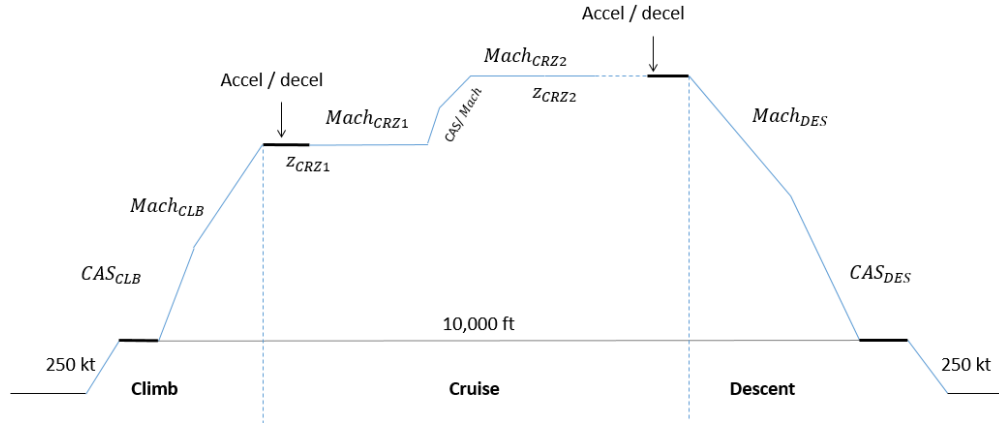 Accel / decel
Mach_CRZ2
Accel / decel
z_CRZ2
Mach_CRZ1
CAS/ Mach
Mach_DES
z_CRZ1
Mach_CLB
CAS_CLB
CAS_DES
10,000 ft
250 kt
250 kt
Climb
Cruise
Descent